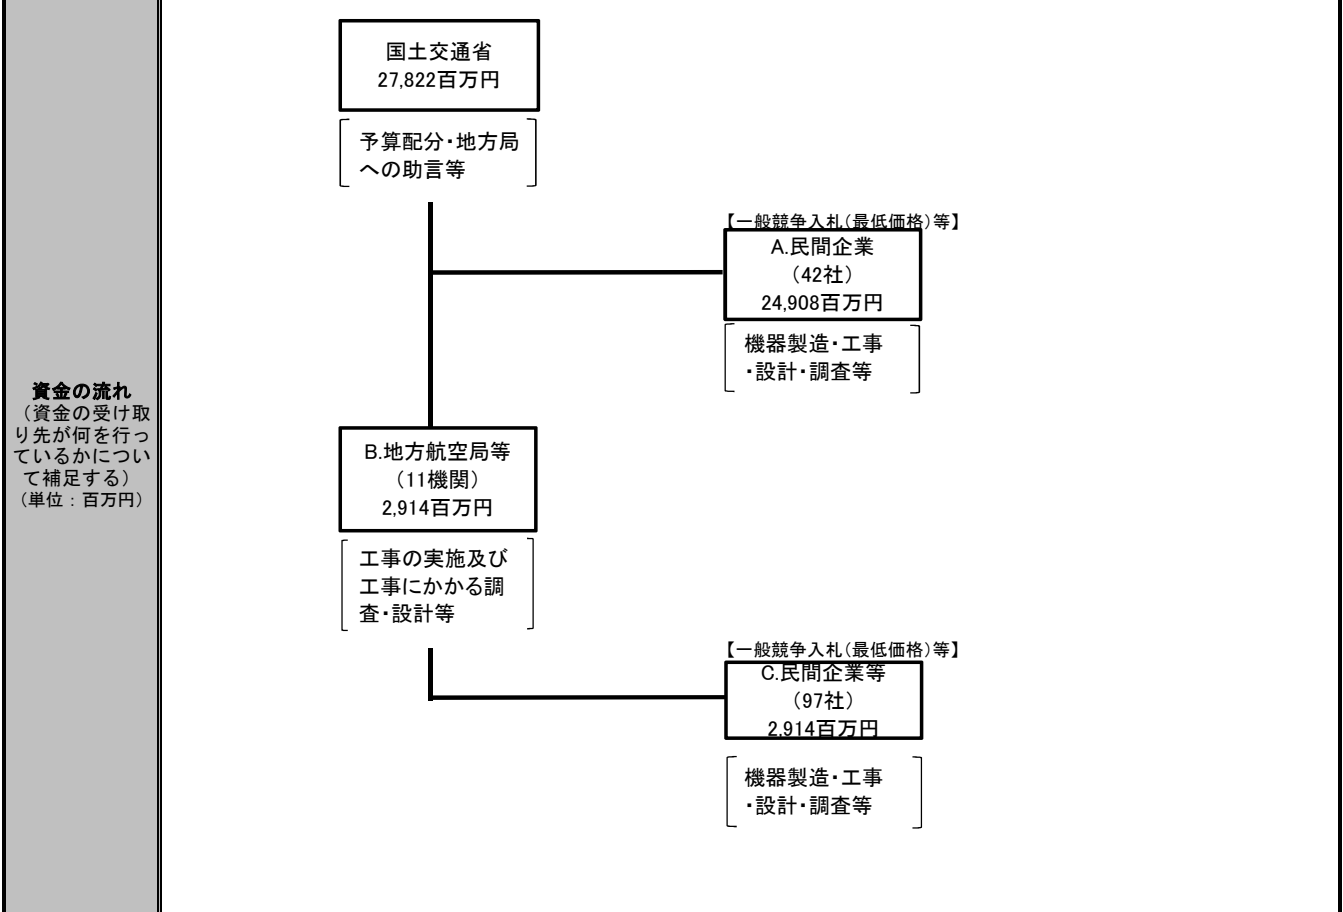 資金の流れ
（資金の受け取
り先が何を行っ
ているかについ
て補足する）
（単位：百万円）
国土交通省
27,822百万円
予算配分・地方局
への助言等
【一般競争入札（最低価格）等】
A.民間企業
（42社）
24,908百万円
機器製造・工事
・設計・調査等
B.地方航空局等
（11機関）
2,914百万円
工事の実施及び
工事にかかる調
査・設計等
【一般競争入札（最低価格）等】
C.民間企業等
（97社）
2,914百万円
機器製造・工事
・設計・調査等